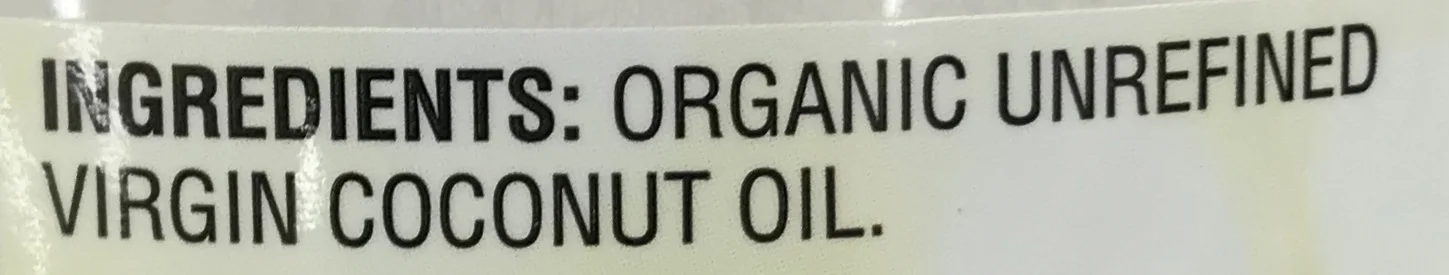 INGREDIENTS: ORGANIC UNREFINED
VIRGIN COCONUT OIL.